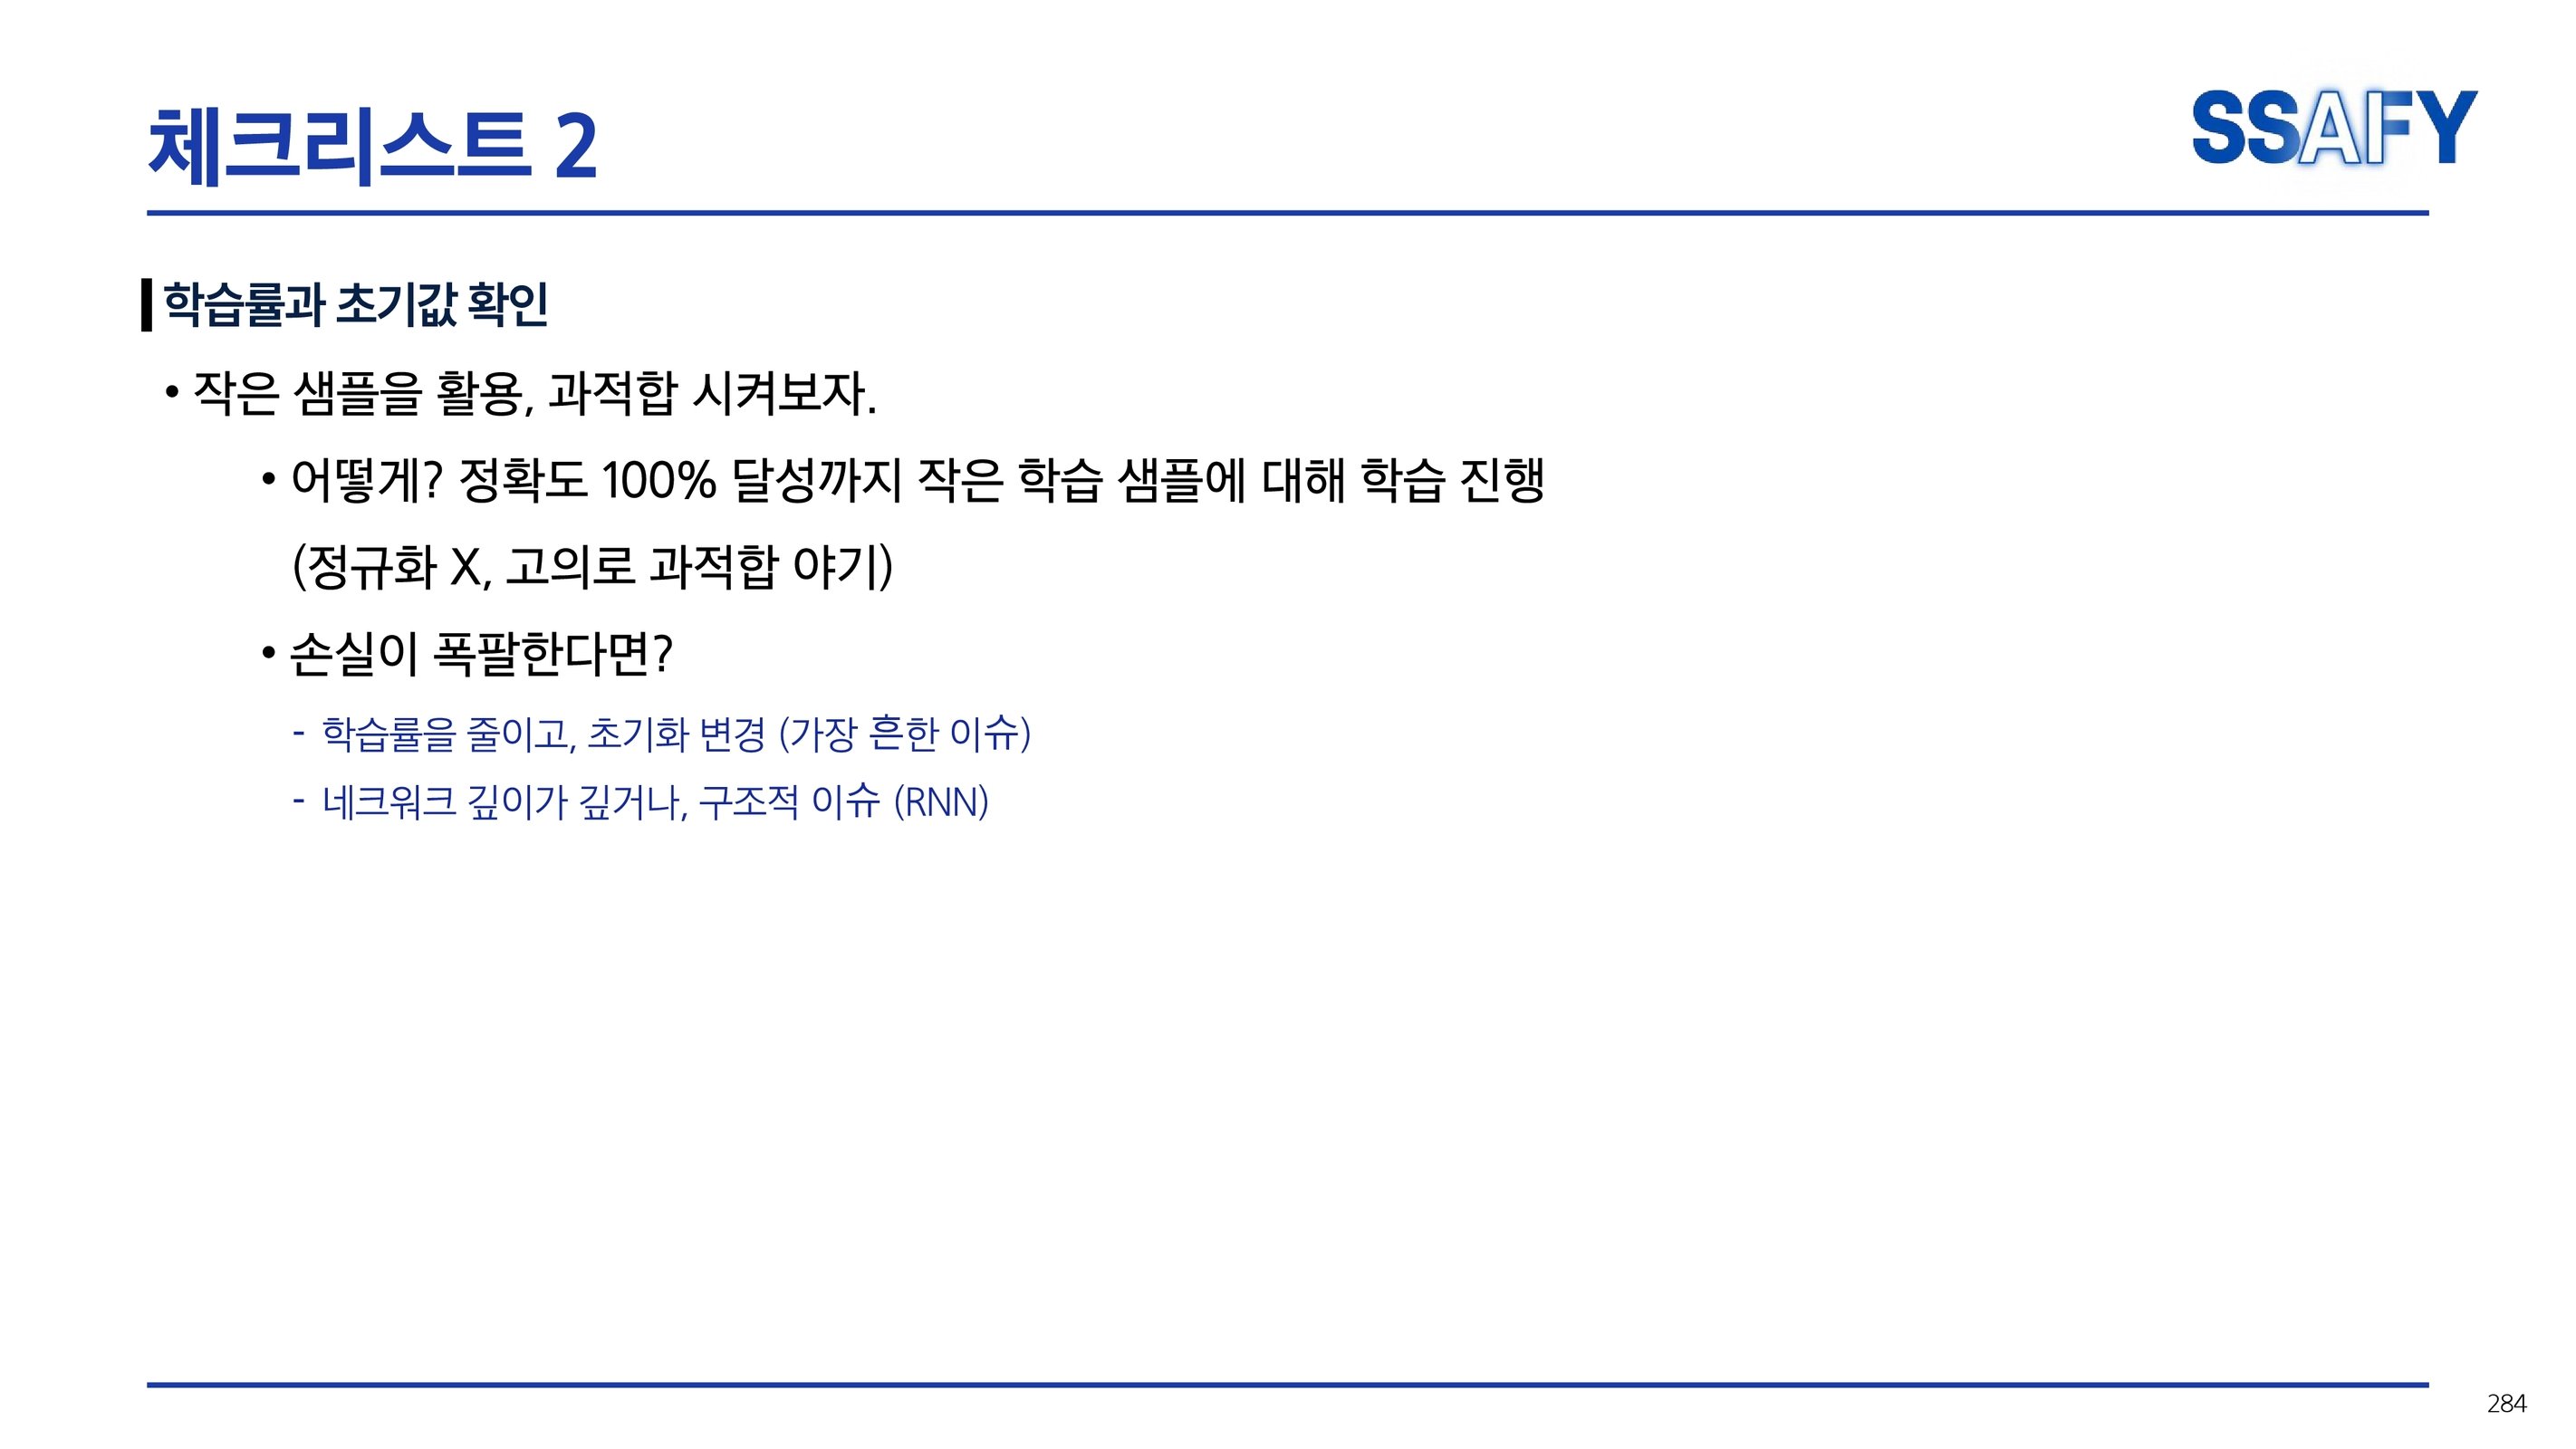 체크리스트 2
SSAFY
학습률과 초기값 확인
• 작은 샘플을 활용, 과적합 시켜보자.
• 어떻게? 정확도 100% 달성까지 작은 학습 샘플에 대해 학습 진행
(정규화 X, 고의로 과적합 야기)
• 손실이 폭팔한다면?
- 학습률을 줄이고, 초기화 변경 (가장 흔한 이슈)
- 네크워크 깊이가 깊거나, 구조적 이슈 (RNN)
284